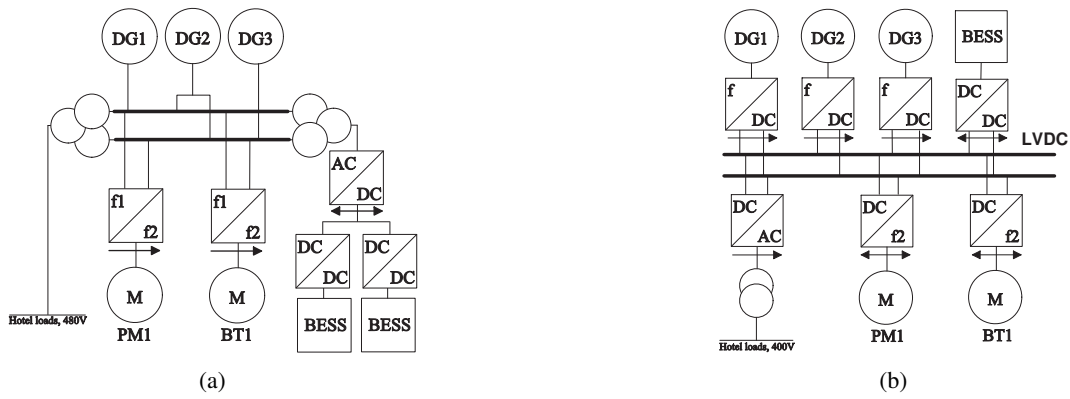 DG1 DG2 DG3
AC
DC
f1
f2
f1
f2
DC
DC
DC
DC
M
M
BESS
BESS
Hotel loads, 480V
PM1
BT1
(a)
DG1
DG2
DG3
BESS
f
DC
f
DC
f
DC
DC
DC
LVDC
DC
AC
DC
f2
DC
f2
M
M
Hotel loads, 400V
PM1
BT1
(b)